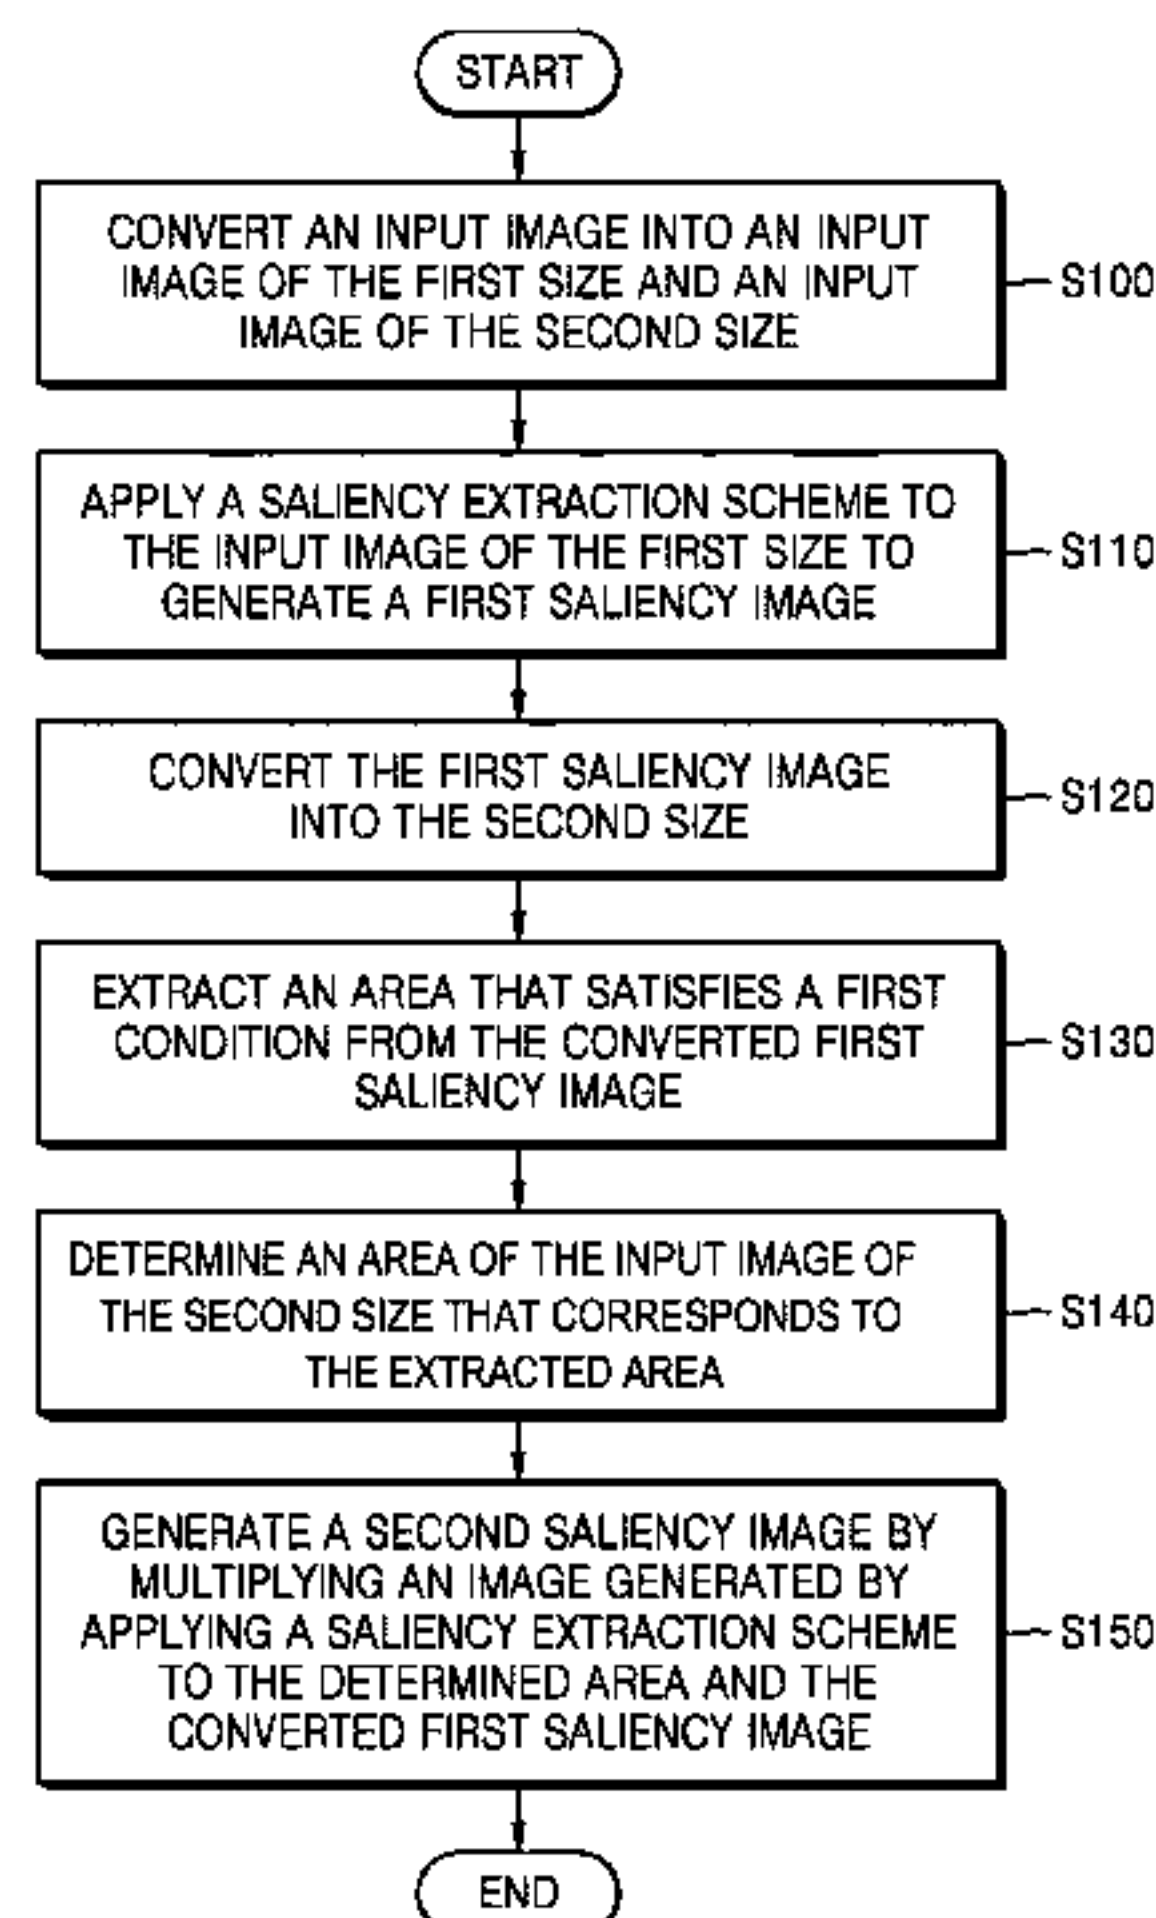 START
CONVERT AN INPUT IMAGE INTO AN INPUT
IMAGE OF THE FIRST SIZE AND AN INPUT
IMAGE OF THE SECOND SIZE
S100
APPLY A SALIENCY EXTRACTION SCHEME TO
THE INPUT IMAGE OF THE FIRST SIZE TO
GENERATE A FIRST SALIENCY IMAGE
S110
CONVERT THE FIRST SALIENCY IMAGE
INTO THE SECOND SIZE
S120
EXTRACT AN AREA THAT SATISFIES A FIRST
CONDITION FROM THE CONVERTED FIRST
SALIENCY IMAGE
S130
DETERMINE AN AREA OF THE INPUT IMAGE OF
THE SECOND SIZE THAT CORRESPONDS TO
THE EXTRACTED AREA
S140
GENERATE A SECOND SALIENCY IMAGE BY
MULTIPLYING AN IMAGE GENERATED BY
APPLYING A SALIENCY EXTRACTION SCHEME
TO THE DETERMINED AREA AND THE
CONVERTED FIRST SALIENCY IMAGE
S150
END